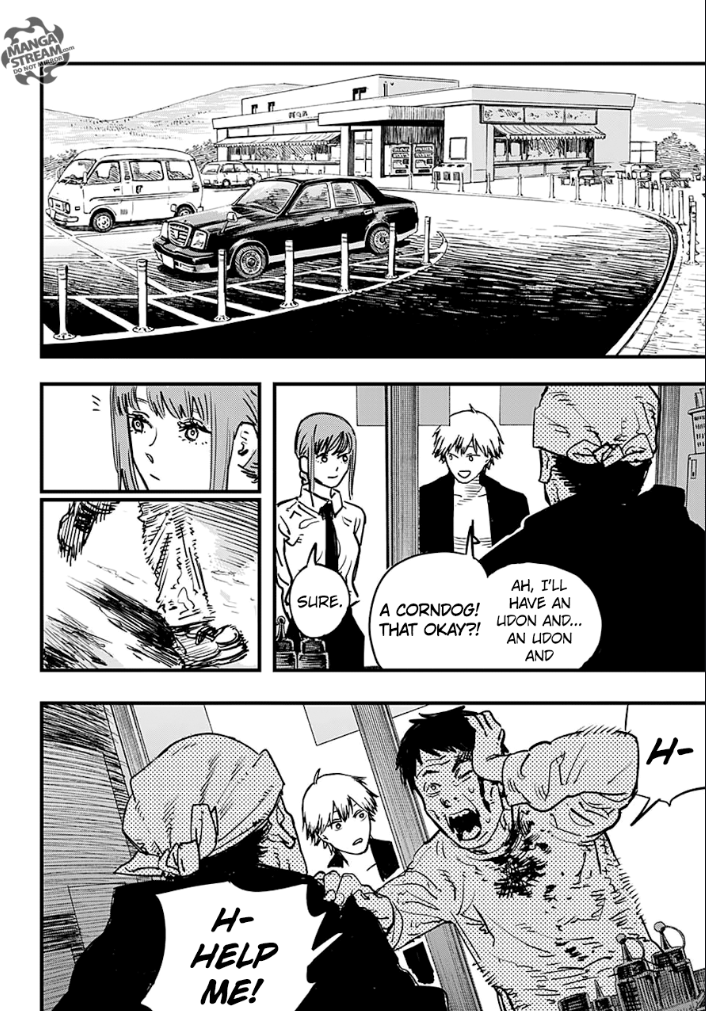 MANGA
STREAM.com
DO NOT MIRROR!
AH, I'LL
HAVE AN
UDON AND...
AN UDON
AND
A CORNDOG!
THAT OKAY?!
SURE.
H-
H-
HELP
ME!